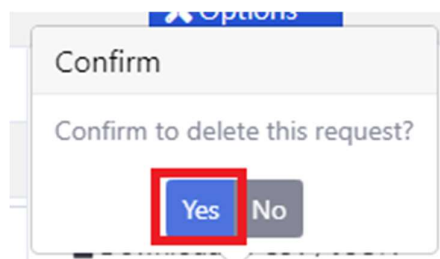 Options
Confirm
Confirm to delete this request?
Yes No